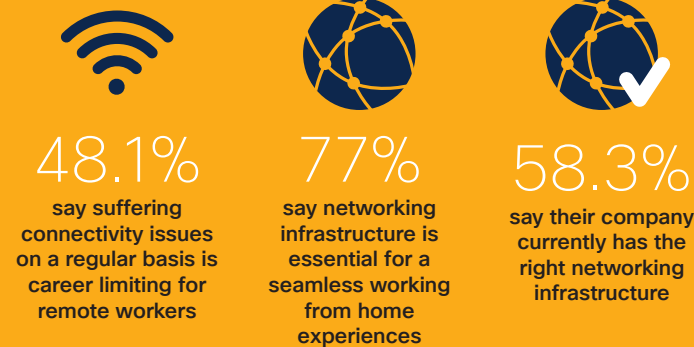 48.1%
say suffering
connectivity issues
on a regular basis is
career limiting for
remote workers
77%
say networking
infrastructure is
essential for a
seamless working
from home
experiences
58.3%
say their company
currently has the
right networking
infrastructure